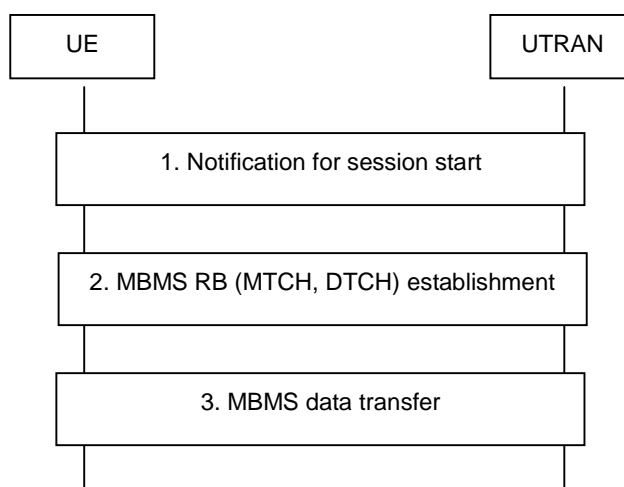 UE
UTRAN
1. Notification for session start
2. MBMS RB (MTCH, DTCH) establishment
3. MBMS data transfer